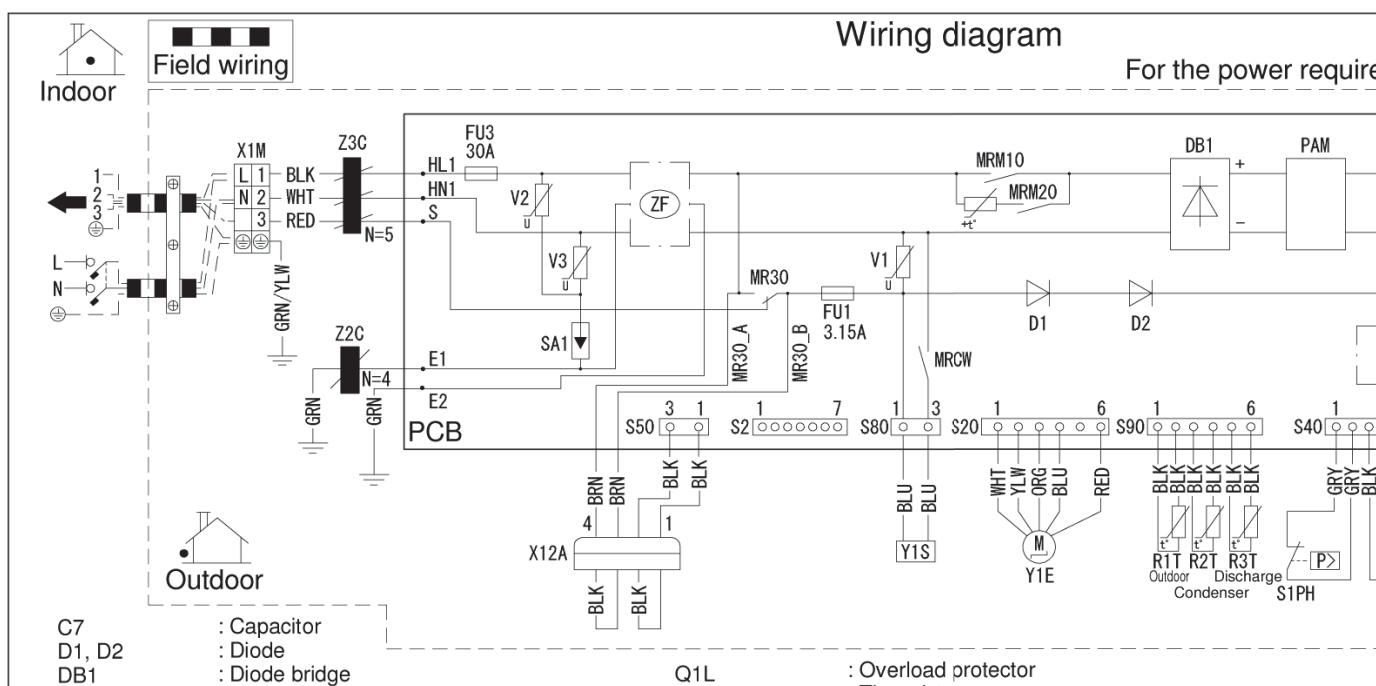 Wiring diagram
Field wiring
Indoor
For the power require
FU3
30A
X1M
Z3C
DB1
PAM
HL1
MRM10
1
L 1
BLK
+
2
N 2
WHT
HN1
V2
ZF
MRM20
3
3
RED
S
+t°
-
N=5
u
L
V3
MR30
V1
N
GRN/YLW
u
u
FU1
3.15A
D1
D2
SA1
MR30_A
MR30_B
MRCW
Z2C
E1
N=4
E2
GRN
GRN
PCB
S50
3 1
S2
1 7
S80
1 3
S20
1 6
S90
1 6
S40
1
BRN
BRN
BLK
BLK
BLU
BLU
WHT
YLW
ORG
BLU
RED
BLK
BLK
BLK
BLK
BLK
BLK
GRY
GRY
BLK
4 1
X12A
Y1S
M
Y1E
t° t° t°
R1T R2T R3T
Outdoor
Discharge
Condenser
P>
S1PH
BLK
BLK
Outdoor
C7 : Capacitor
D1, D2 : Diode
DB1 : Diode bridge
Q1L : Overload protector